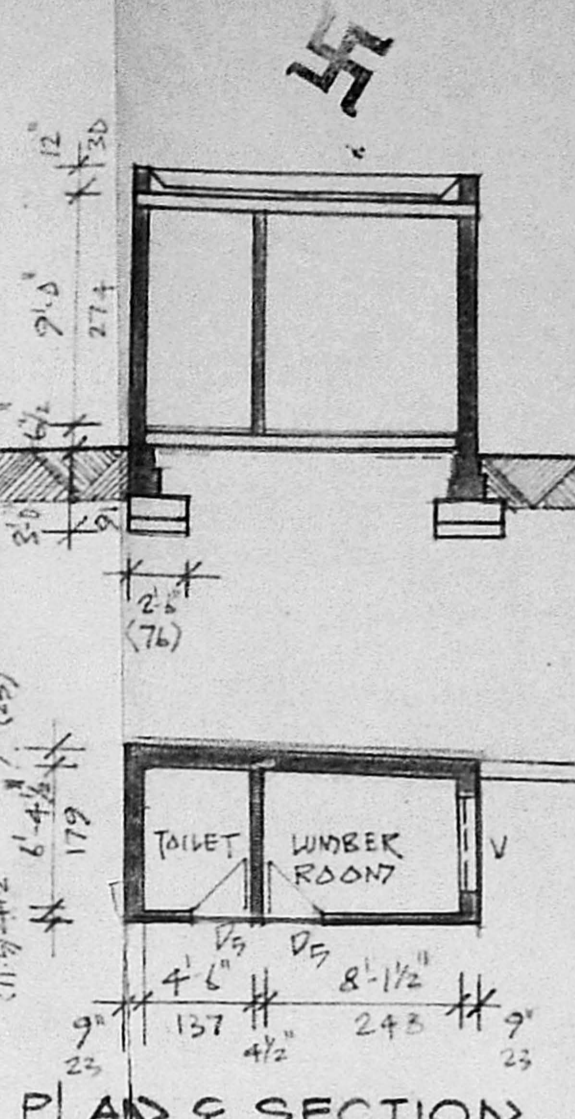 12"
30
9'-0"
274
6½"
3'-0"
91
2'-6"
(76)
6'-4½"
179
TOILET
LUMBER
ROOM
V
D5 D5
4'-6" 8'-1½"
137 243
9" 4½" 9"
23 23
PLAN & SECTION